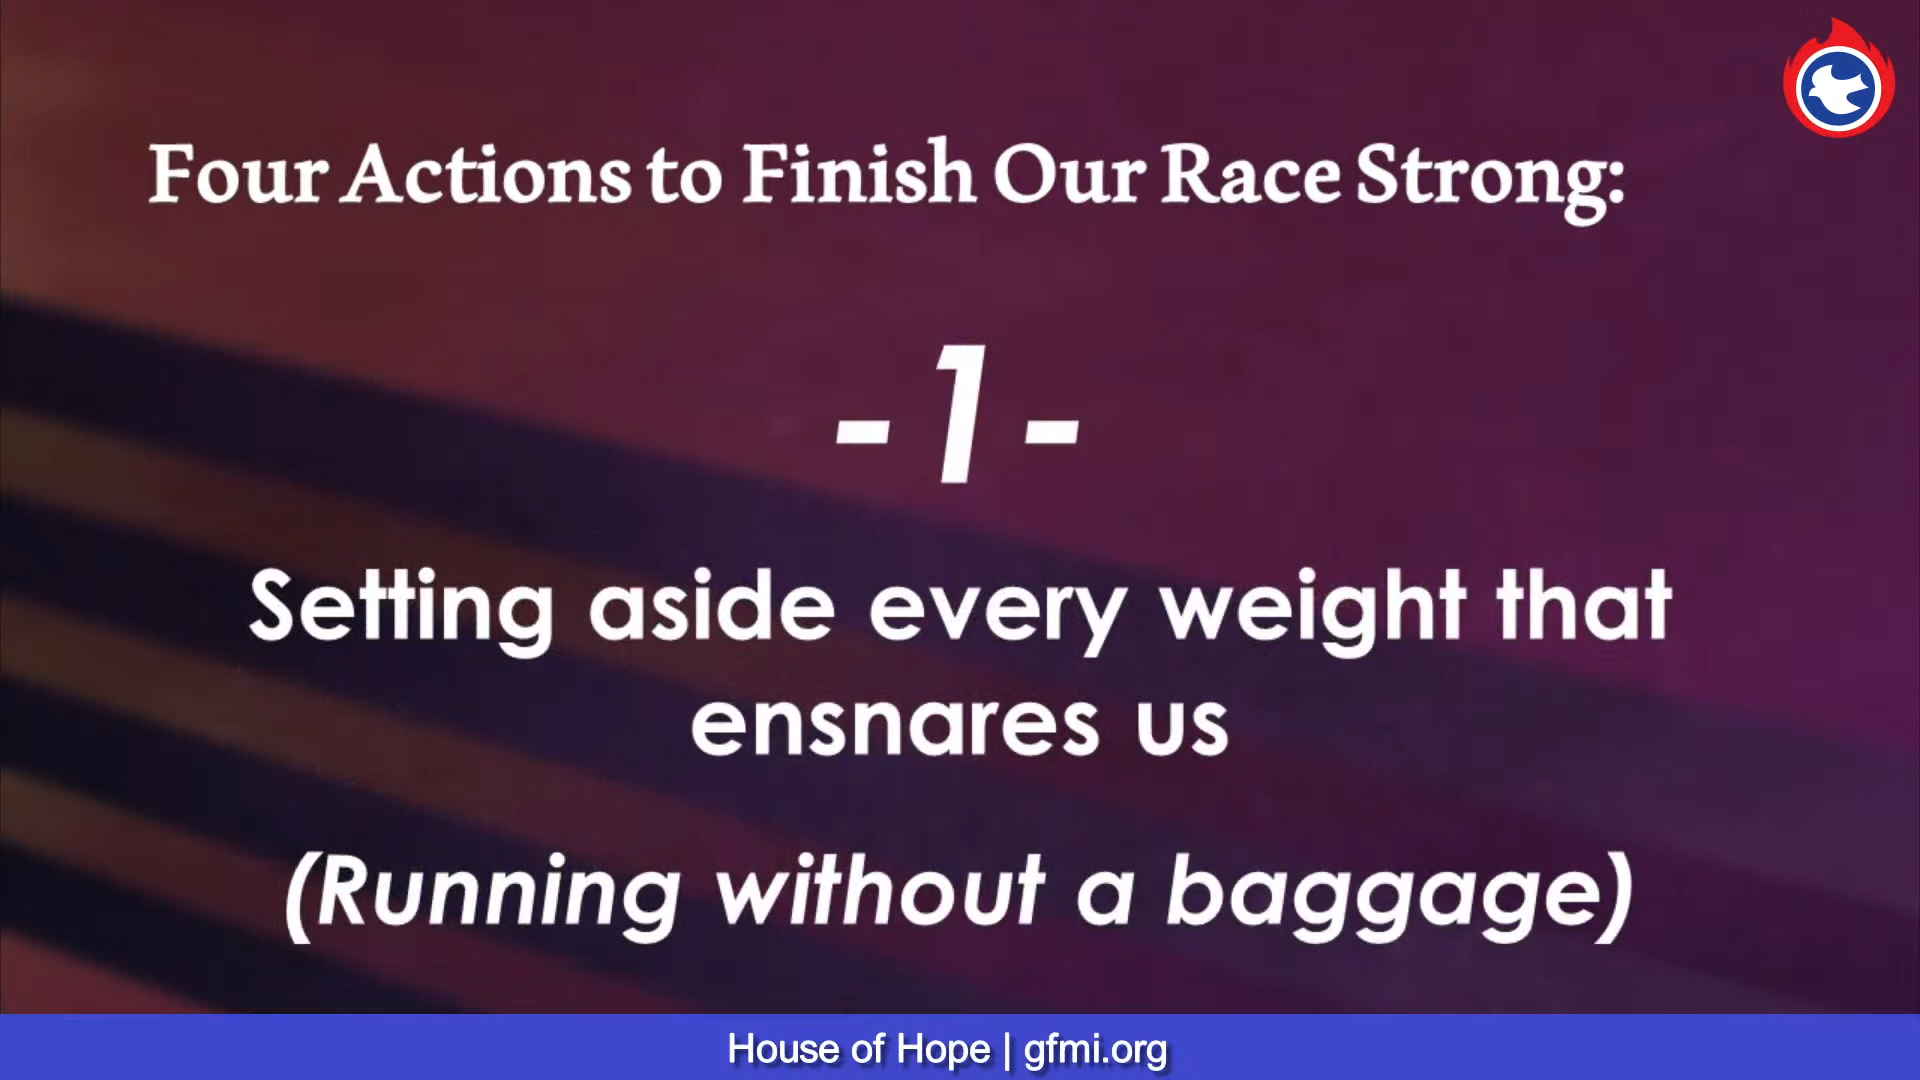 Four Actions to Finish Our Race Strong:
- 1 -
Setting aside every weight that
ensnares us
(Running without a baggage)
House of Hope | gfmi.org